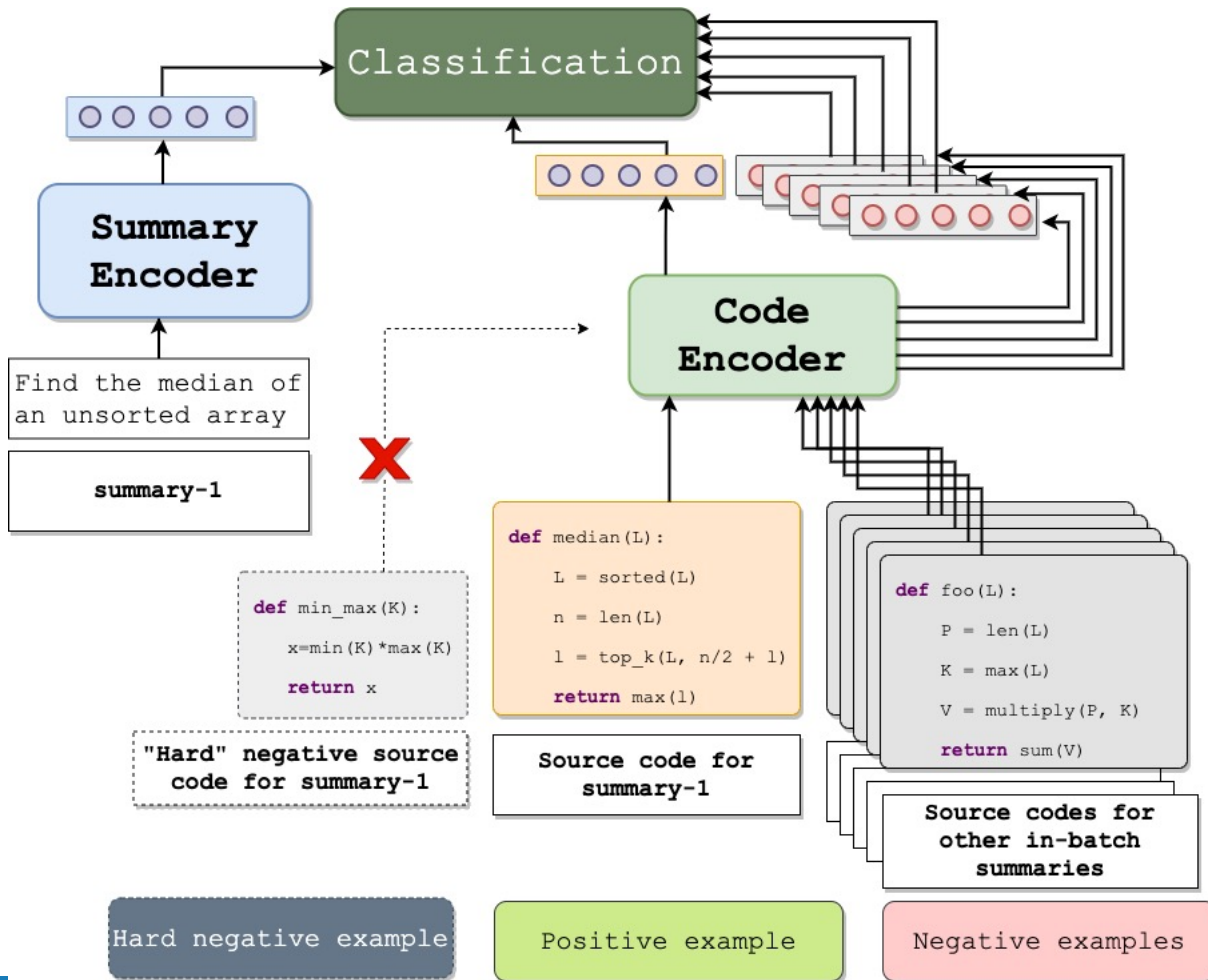 Classification
Summary
Encoder
Code
Encoder
Find the median of
an unsorted array
summary-1
def min_max(K):
x=min(K)*max(K)
return x
"Hard" negative source
code for summary-1
def median(L):
L = sorted(L)
n = len(L)
l = top_k(L, n/2 + l)
return max(l)
Source code for
summary-1
def foo(L):
P = len(L)
K = max(L)
V = multiply(P, K)
return sum(V)
Source codes for
other in-batch
summaries
Hard negative example
Positive example
Negative examples